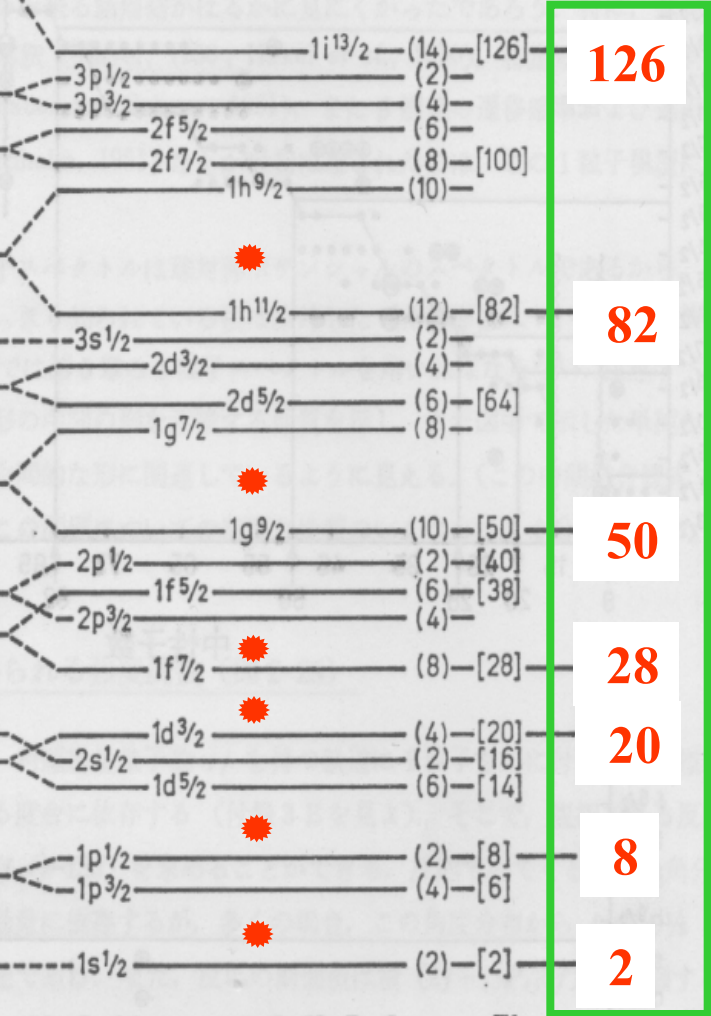 1i13/2 (14) [126] 126
3p1/2 (2)
3p3/2 (4)
2f5/2 (6)
2f7/2 (8) [100]
1h9/2 (10)
1h11/2 (12) [82] 82
3s1/2 (2)
2d3/2 (4)
2d5/2 (6) [64]
1g7/2 (8)
1g9/2 (10) [50] 50
2p1/2 (2) [40]
1f5/2 (6) [38]
2p3/2 (4)
1f7/2 (8) [28] 28
1d3/2 (4) [20] 20
2s1/2 (2) [16]
1d5/2 (6) [14]
1p1/2 (2) [8] 8
1p3/2 (4) [6]
1s1/2 (2) [2] 2